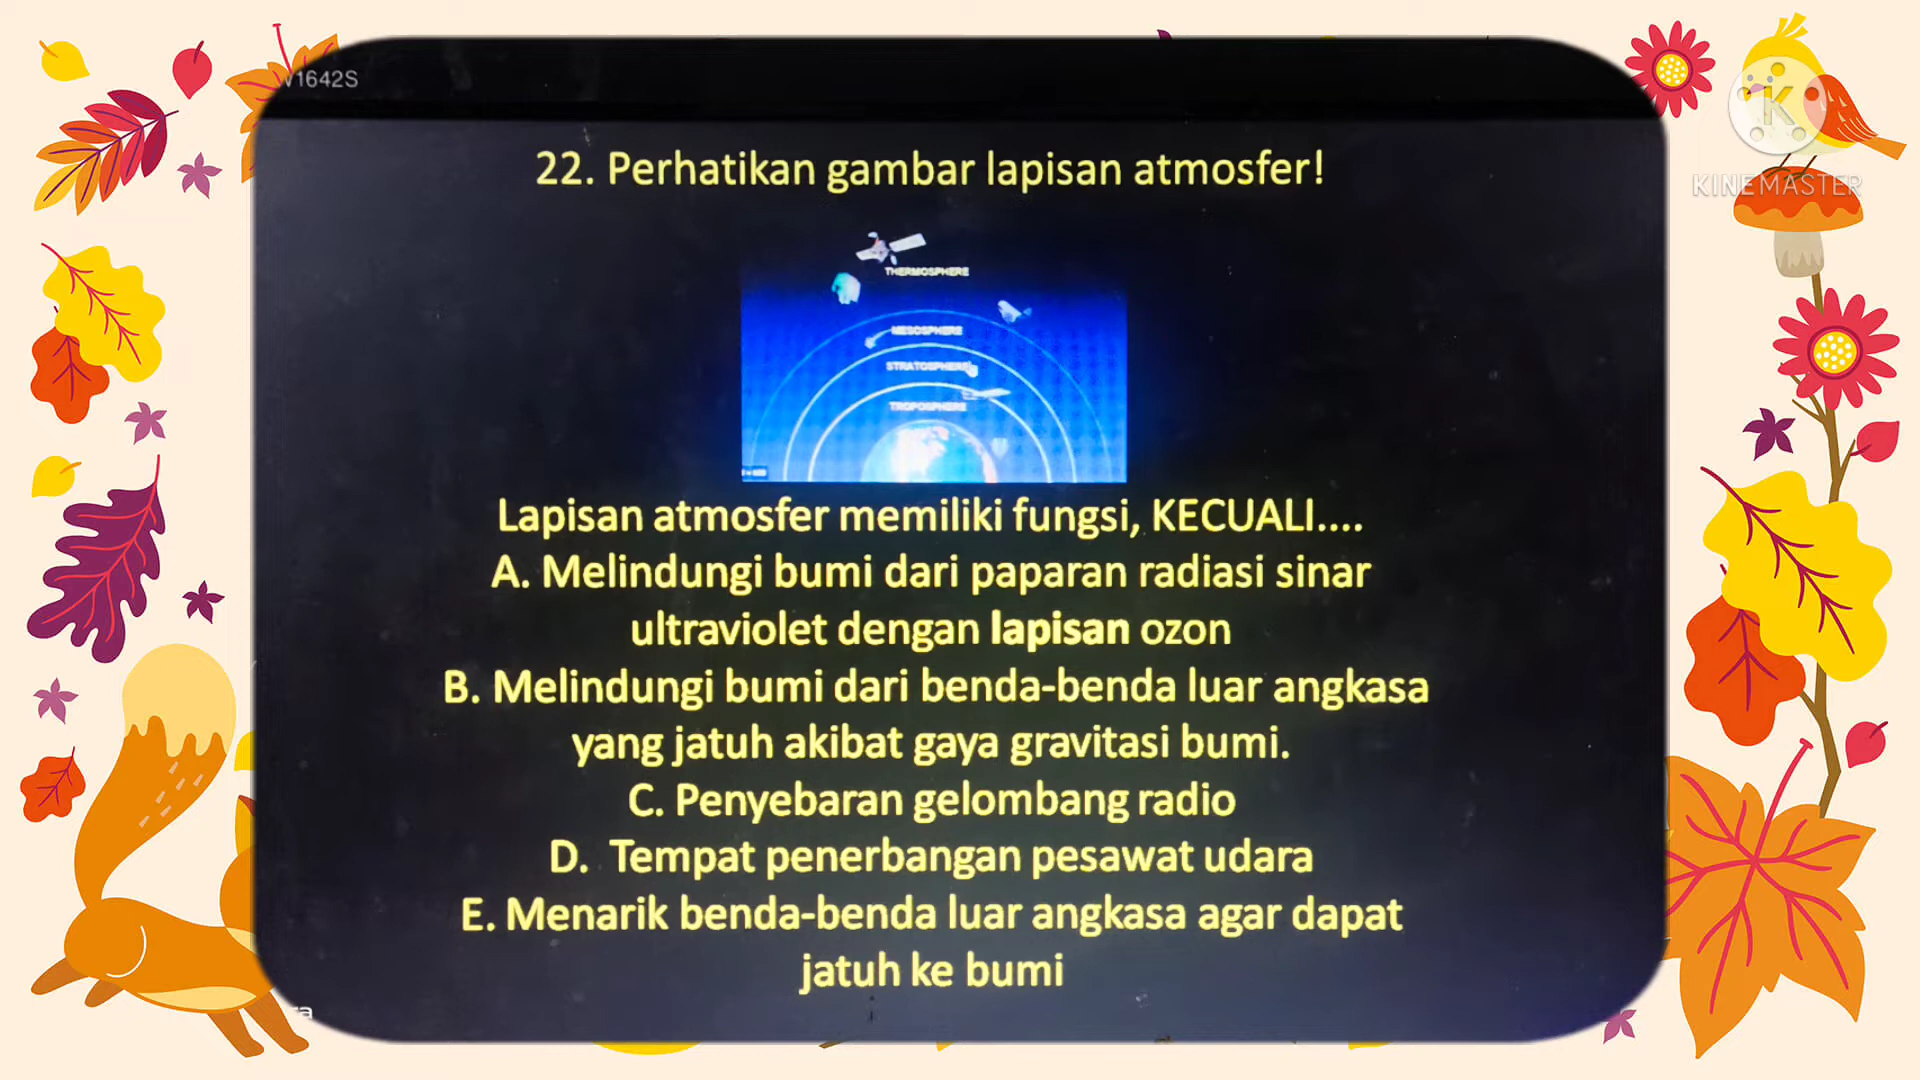 V1642S
22. Perhatikan gambar lapisan atmosfer!
KINEMASTER
THERMOSPHERE
MESOSPHERE
STRATOSPHERE
TROPOSPHERE
Lapisan atmosfer memiliki fungsi, KECUALI....
A. Melindungi bumi dari paparan radiasi sinar
ultraviolet dengan lapisan ozon
B. Melindungi bumi dari benda-benda luar angkasa
yang jatuh akibat gaya gravitasi bumi.
C. Penyebaran gelombang radio
D. Tempat penerbangan pesawat udara
E. Menarik benda-benda luar angkasa agar dapat
jatuh ke bumi